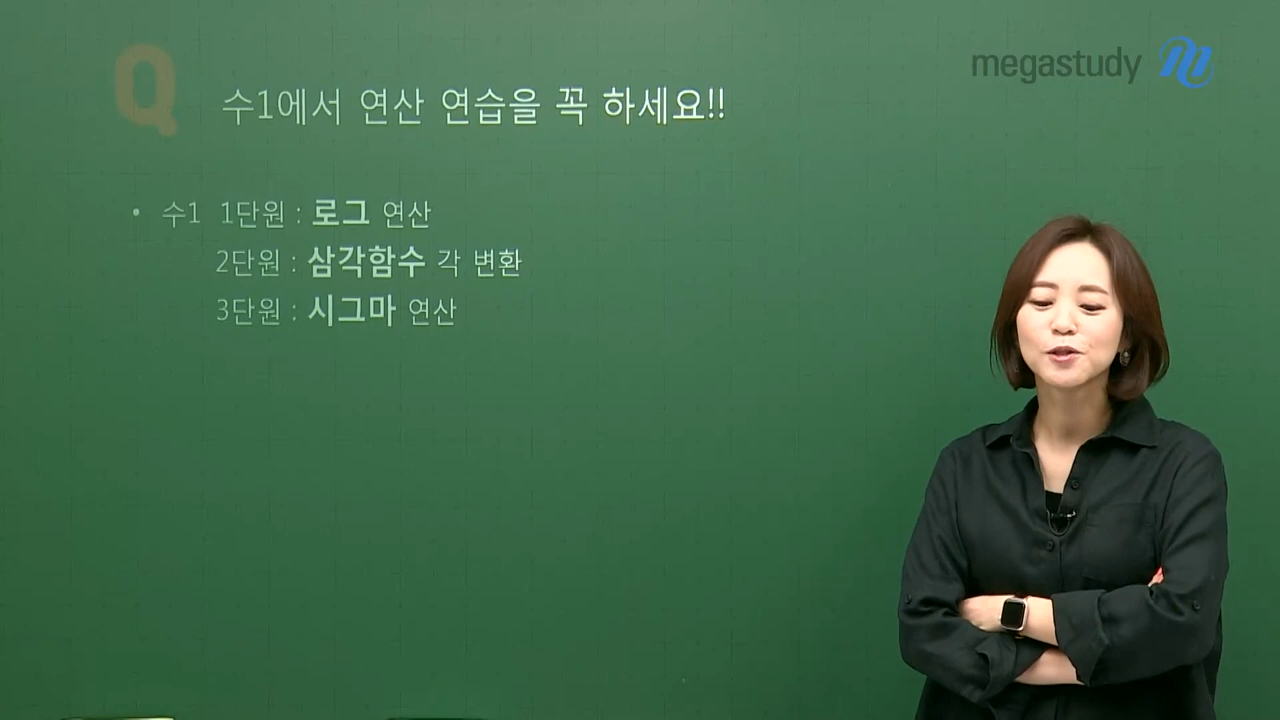 megastudy
Q 수1에서 연산 연습을 꼭 하세요!!
• 수1 1단원 : 로그 연산
2단원 : 삼각함수 각 변환
3단원 : 시그마 연산